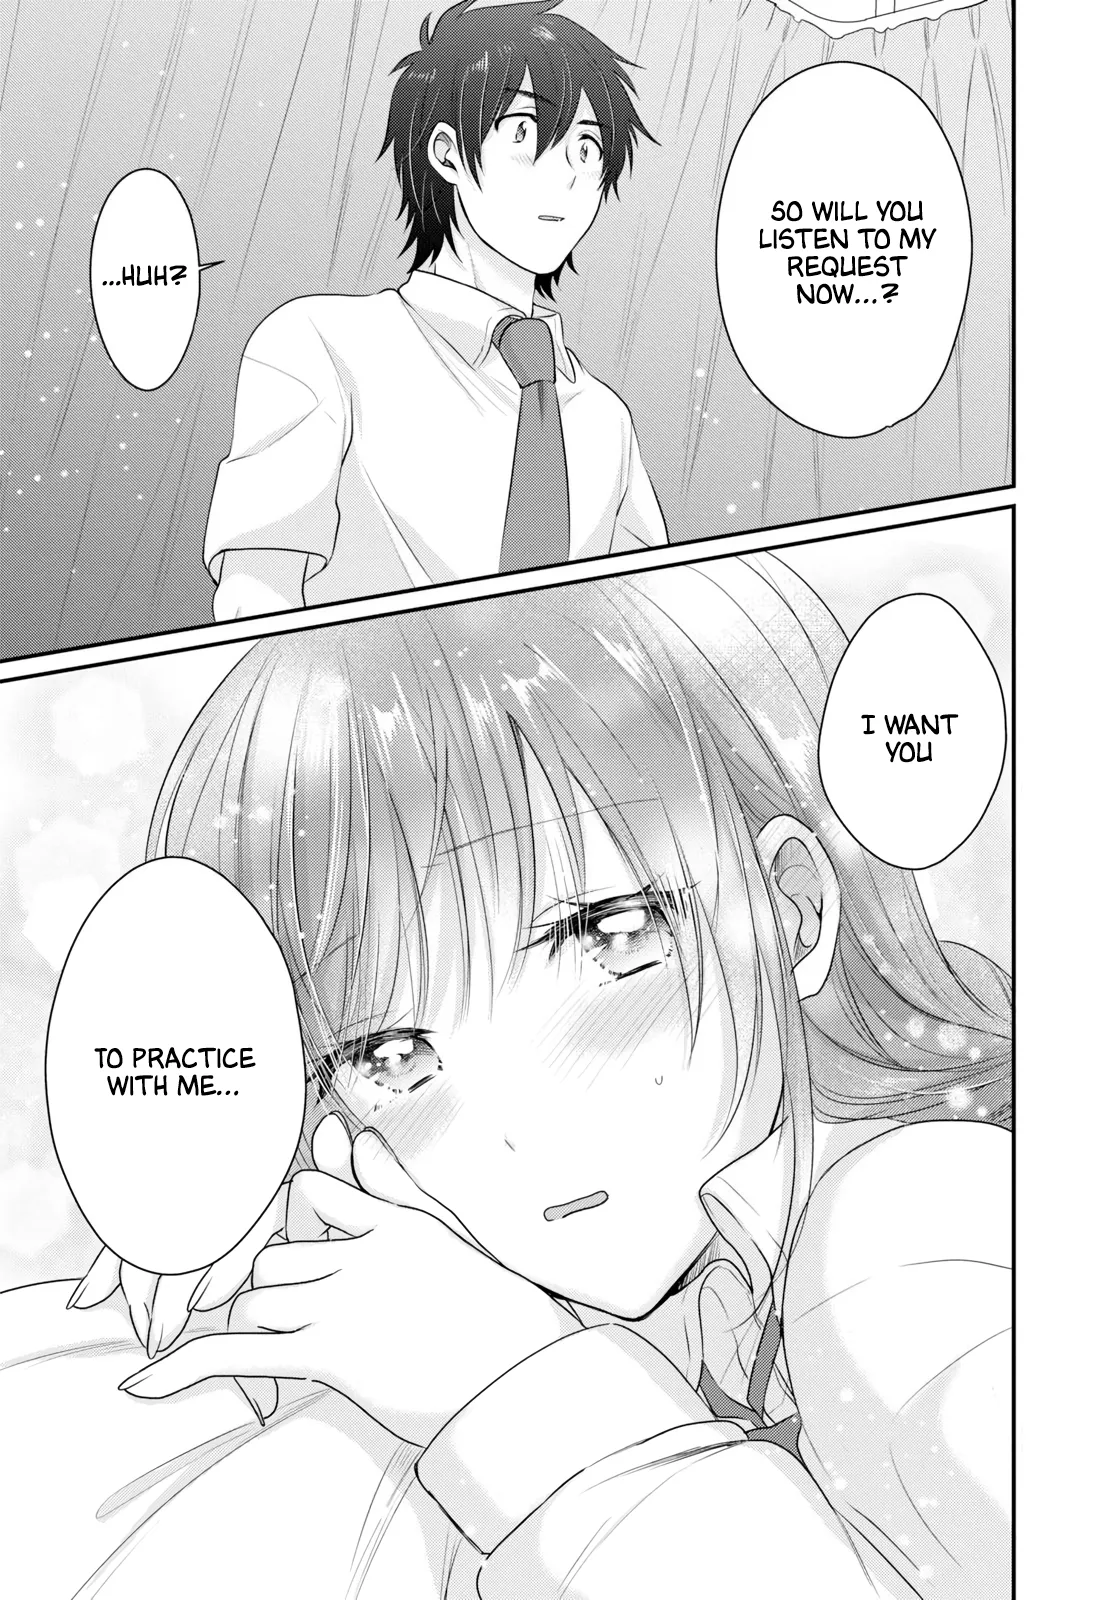 SO WILL YOU
LISTEN TO MY
REQUEST
NOW...?
...HUH?
I WANT
YOU
TO PRACTICE
WITH ME...